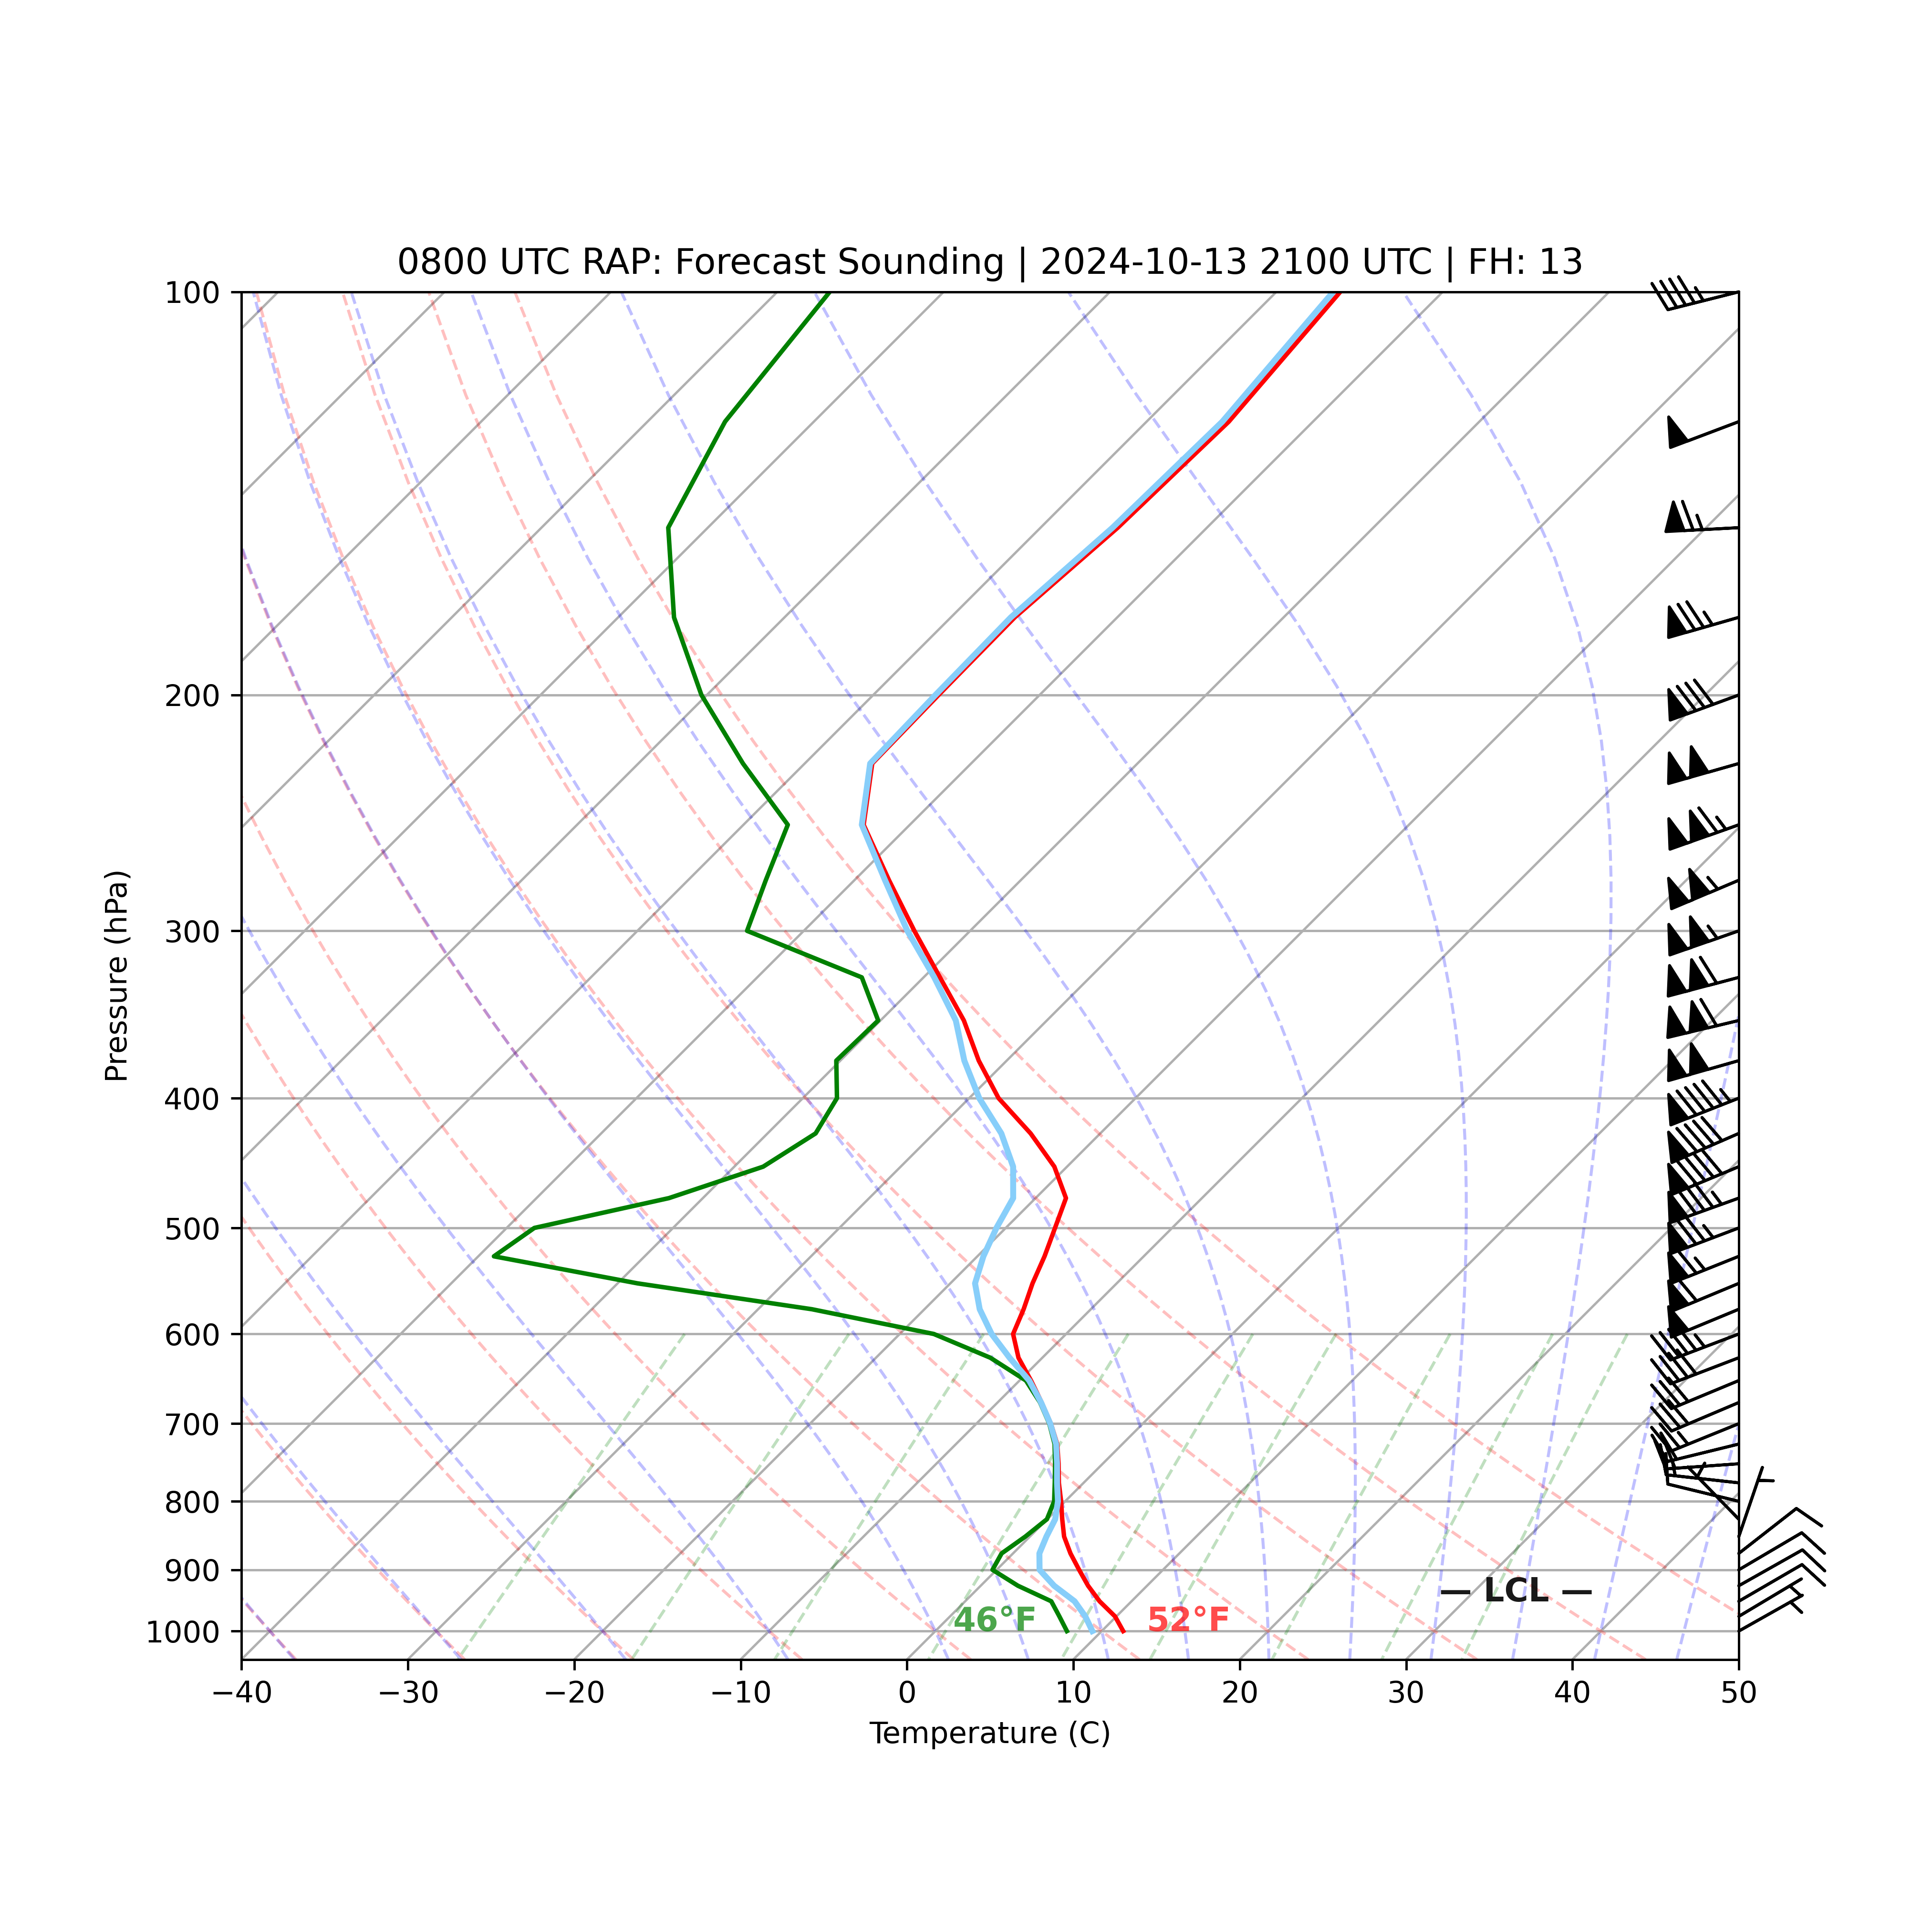 0800 UTC RAP: Forecast Sounding | 2024-10-13 2100 UTC | FH: 13
100
200
300
400
500
600
700
800
900
1000
Pressure (hPa)
— LCL —
46°F 52°F
−40 −30 −20 −10 0 10 20 30 40 50
Temperature (C)